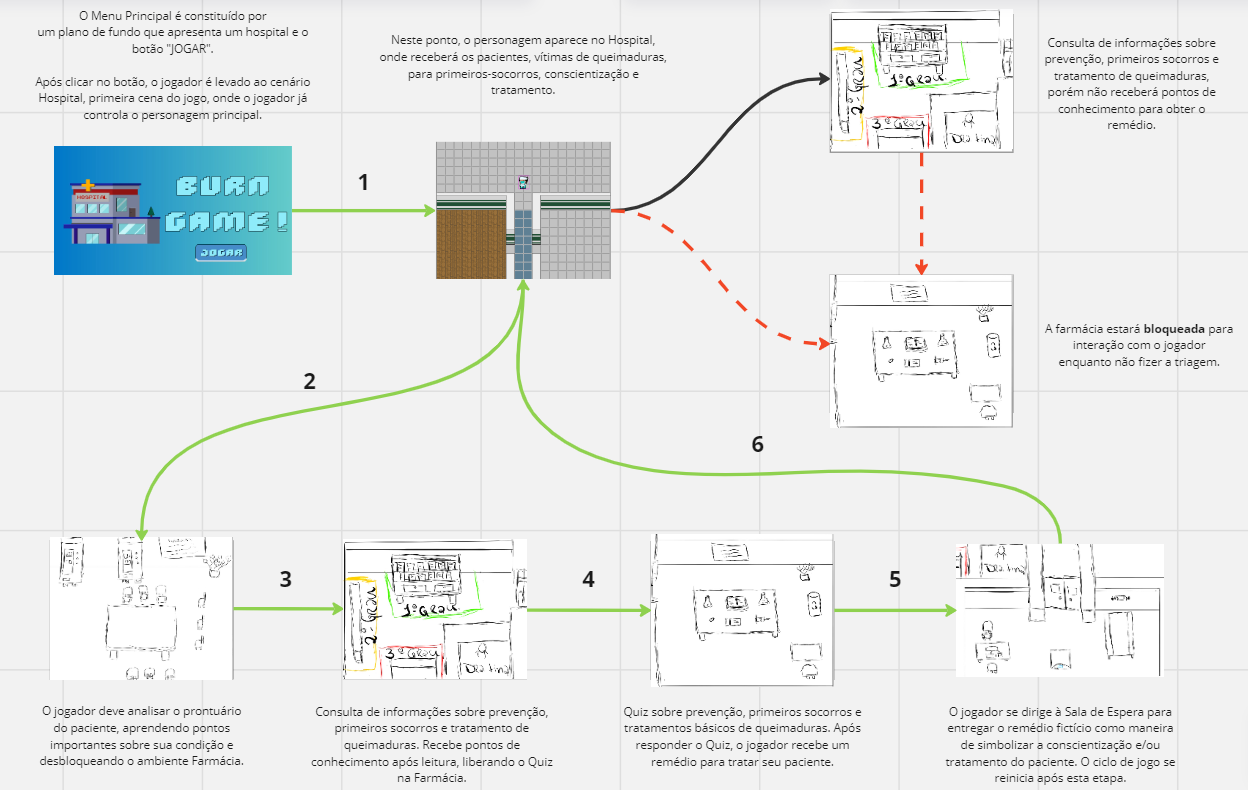 O Menu Principal é constituído por
um plano de fundo que apresenta um hospital e o
botão "JOGAR".
Após clicar no botão, o jogador é levado ao cenário
Hospital, primeira cena do jogo, onde o jogador já
controla o personagem principal.
HOSPITAL
BURN
GAME!
JOGAR
1
Neste ponto, o personagem aparece no Hospital,
onde receberá os pacientes, vítimas de queimaduras,
para primeiros-socorros, conscientização e
tratamento.
1º Grau
2º Grau
3º Grau
Consulta de informações sobre
prevenção, primeiros socorros e
tratamento de queimaduras,
porém não receberá pontos de
conhecimento para obter o
remédio.
A farmácia estará bloqueada para
interação com o jogador
enquanto não fizer a triagem.
2
6
3
1º Grau
2º Grau
3º Grau
4
5
O jogador deve analisar o prontuário
do paciente, aprendendo pontos
importantes sobre sua condição e
desbloqueando o ambiente Farmácia.
Consulta de informações sobre prevenção,
primeiros socorros e tratamento de
queimaduras. Recebe pontos de
conhecimento após leitura, liberando o Quiz
na Farmácia.
Quiz sobre prevenção, primeiros socorros e
tratamentos básicos de queimaduras. Após
responder o Quiz, o jogador recebe um
remédio para tratar seu paciente.
O jogador se dirige à Sala de Espera para
entregar o remédio fictício como maneira
de simbolizar a conscientização e/ou
tratamento do paciente. O ciclo de jogo se
reinicia após esta etapa.